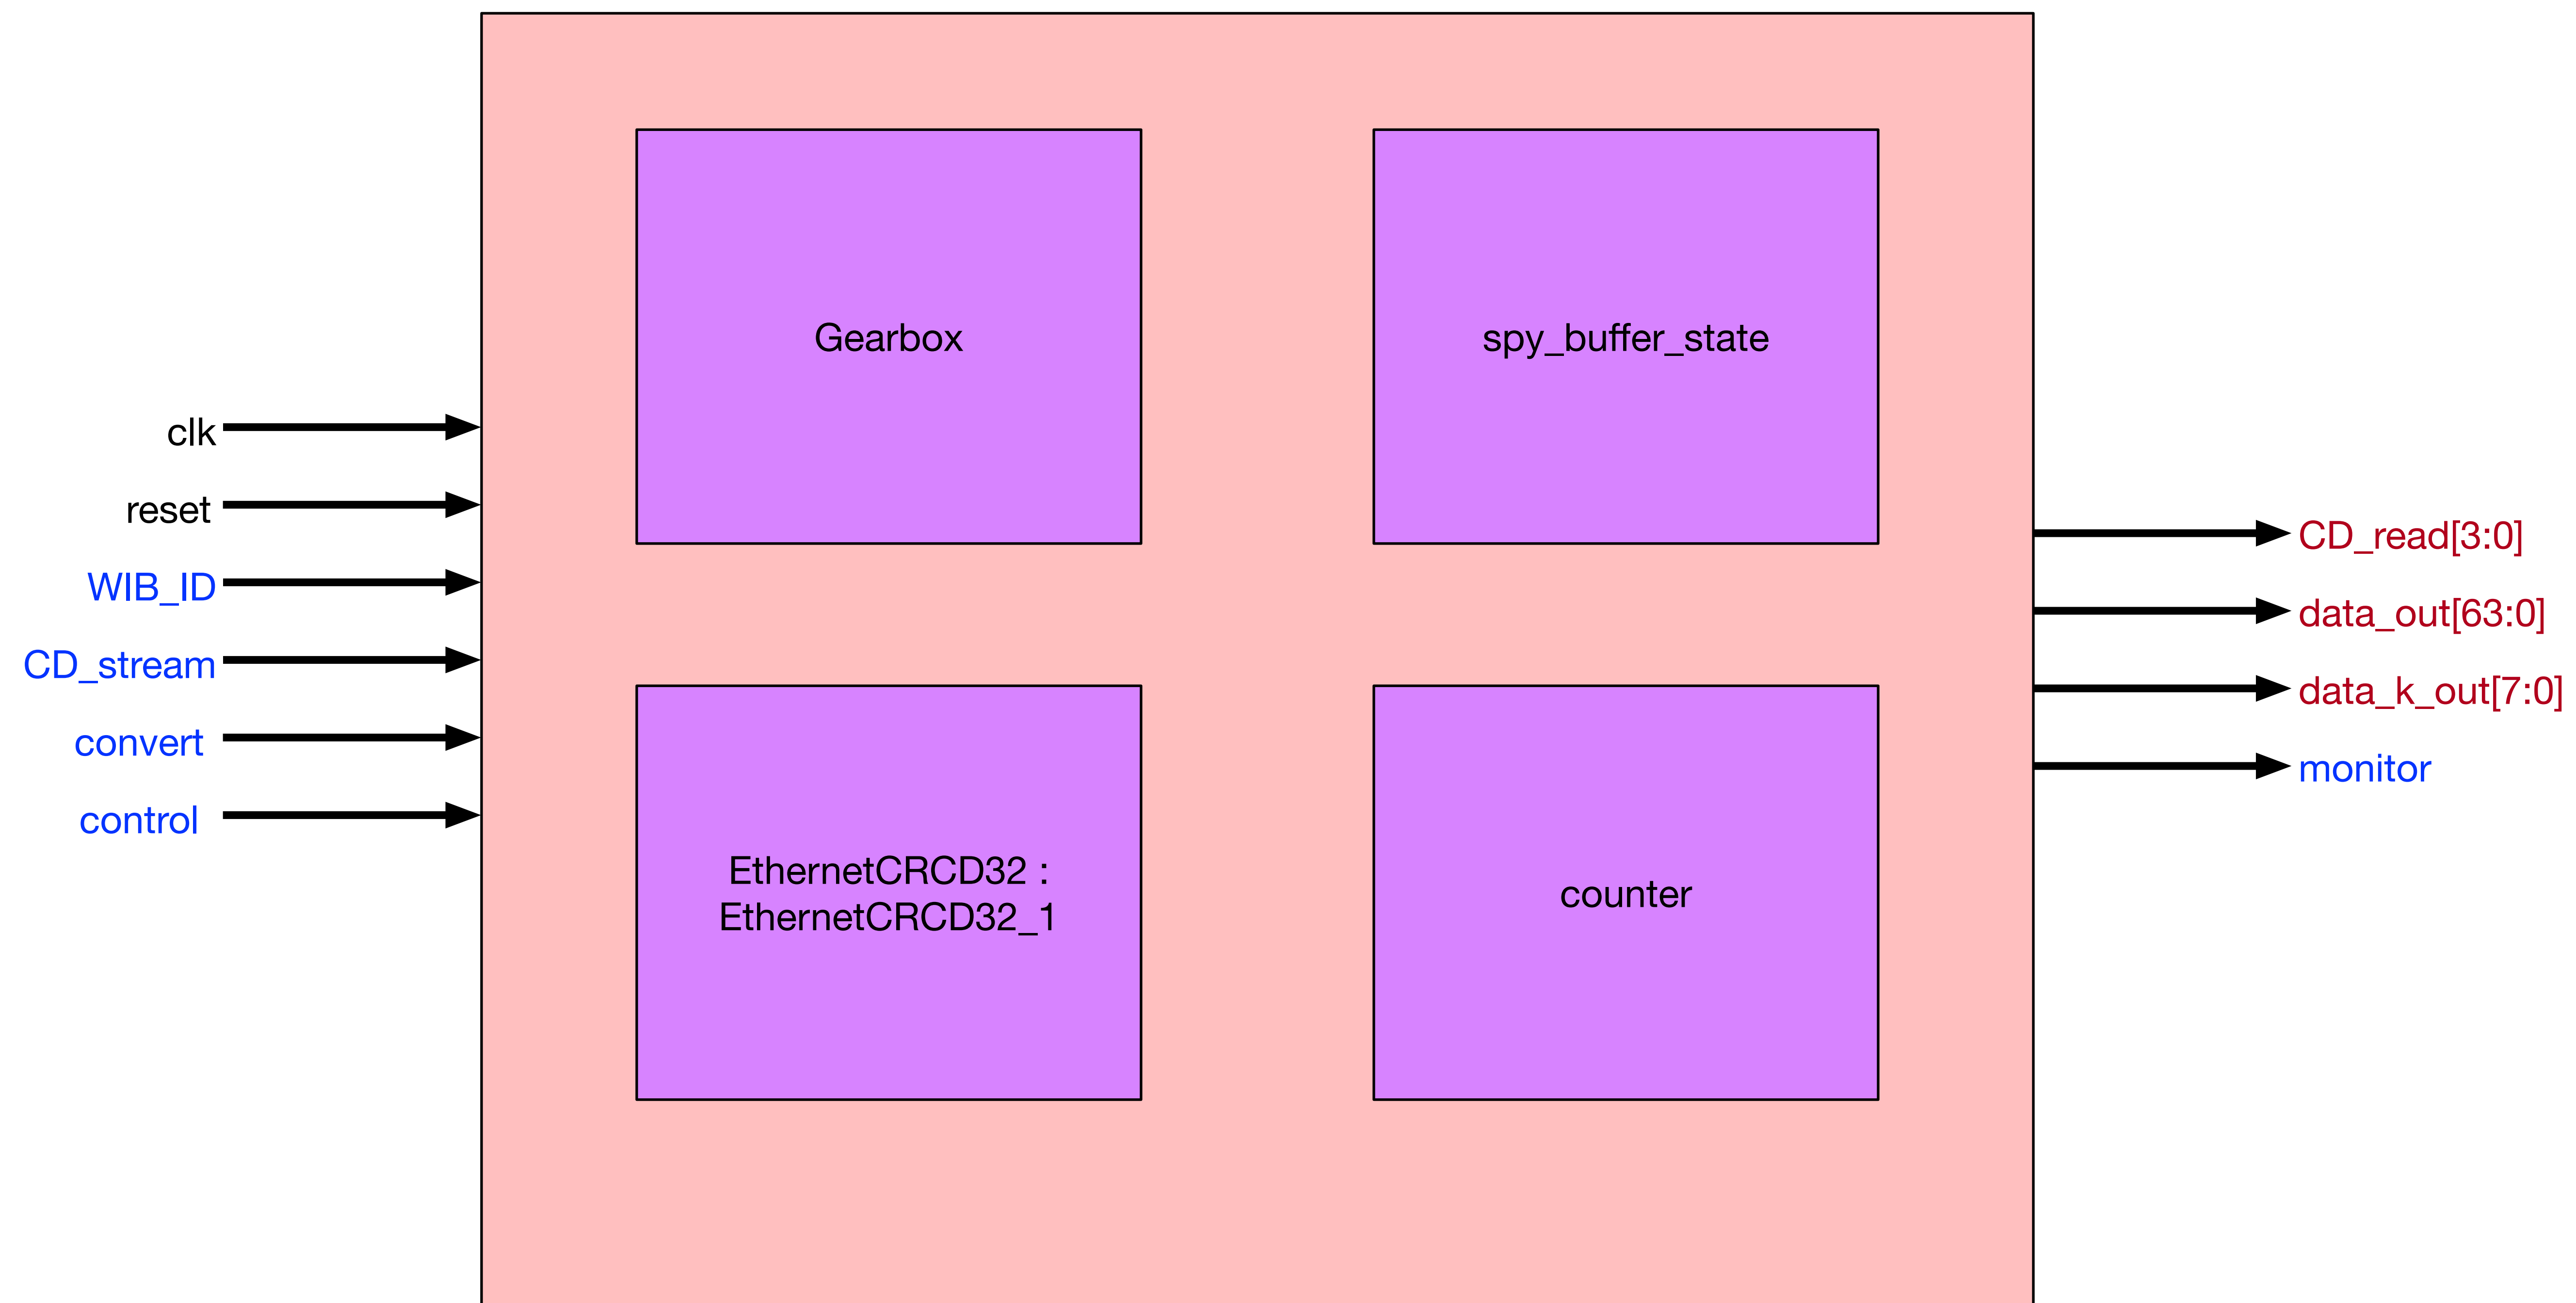 Gearbox
spy_buffer_state
clk
reset
WIB_ID
CD_stream
convert
control
EthernetCRCD32 :
EthernetCRCD32_1
counter
CD_read[3:0]
data_out[63:0]
data_k_out[7:0]
monitor